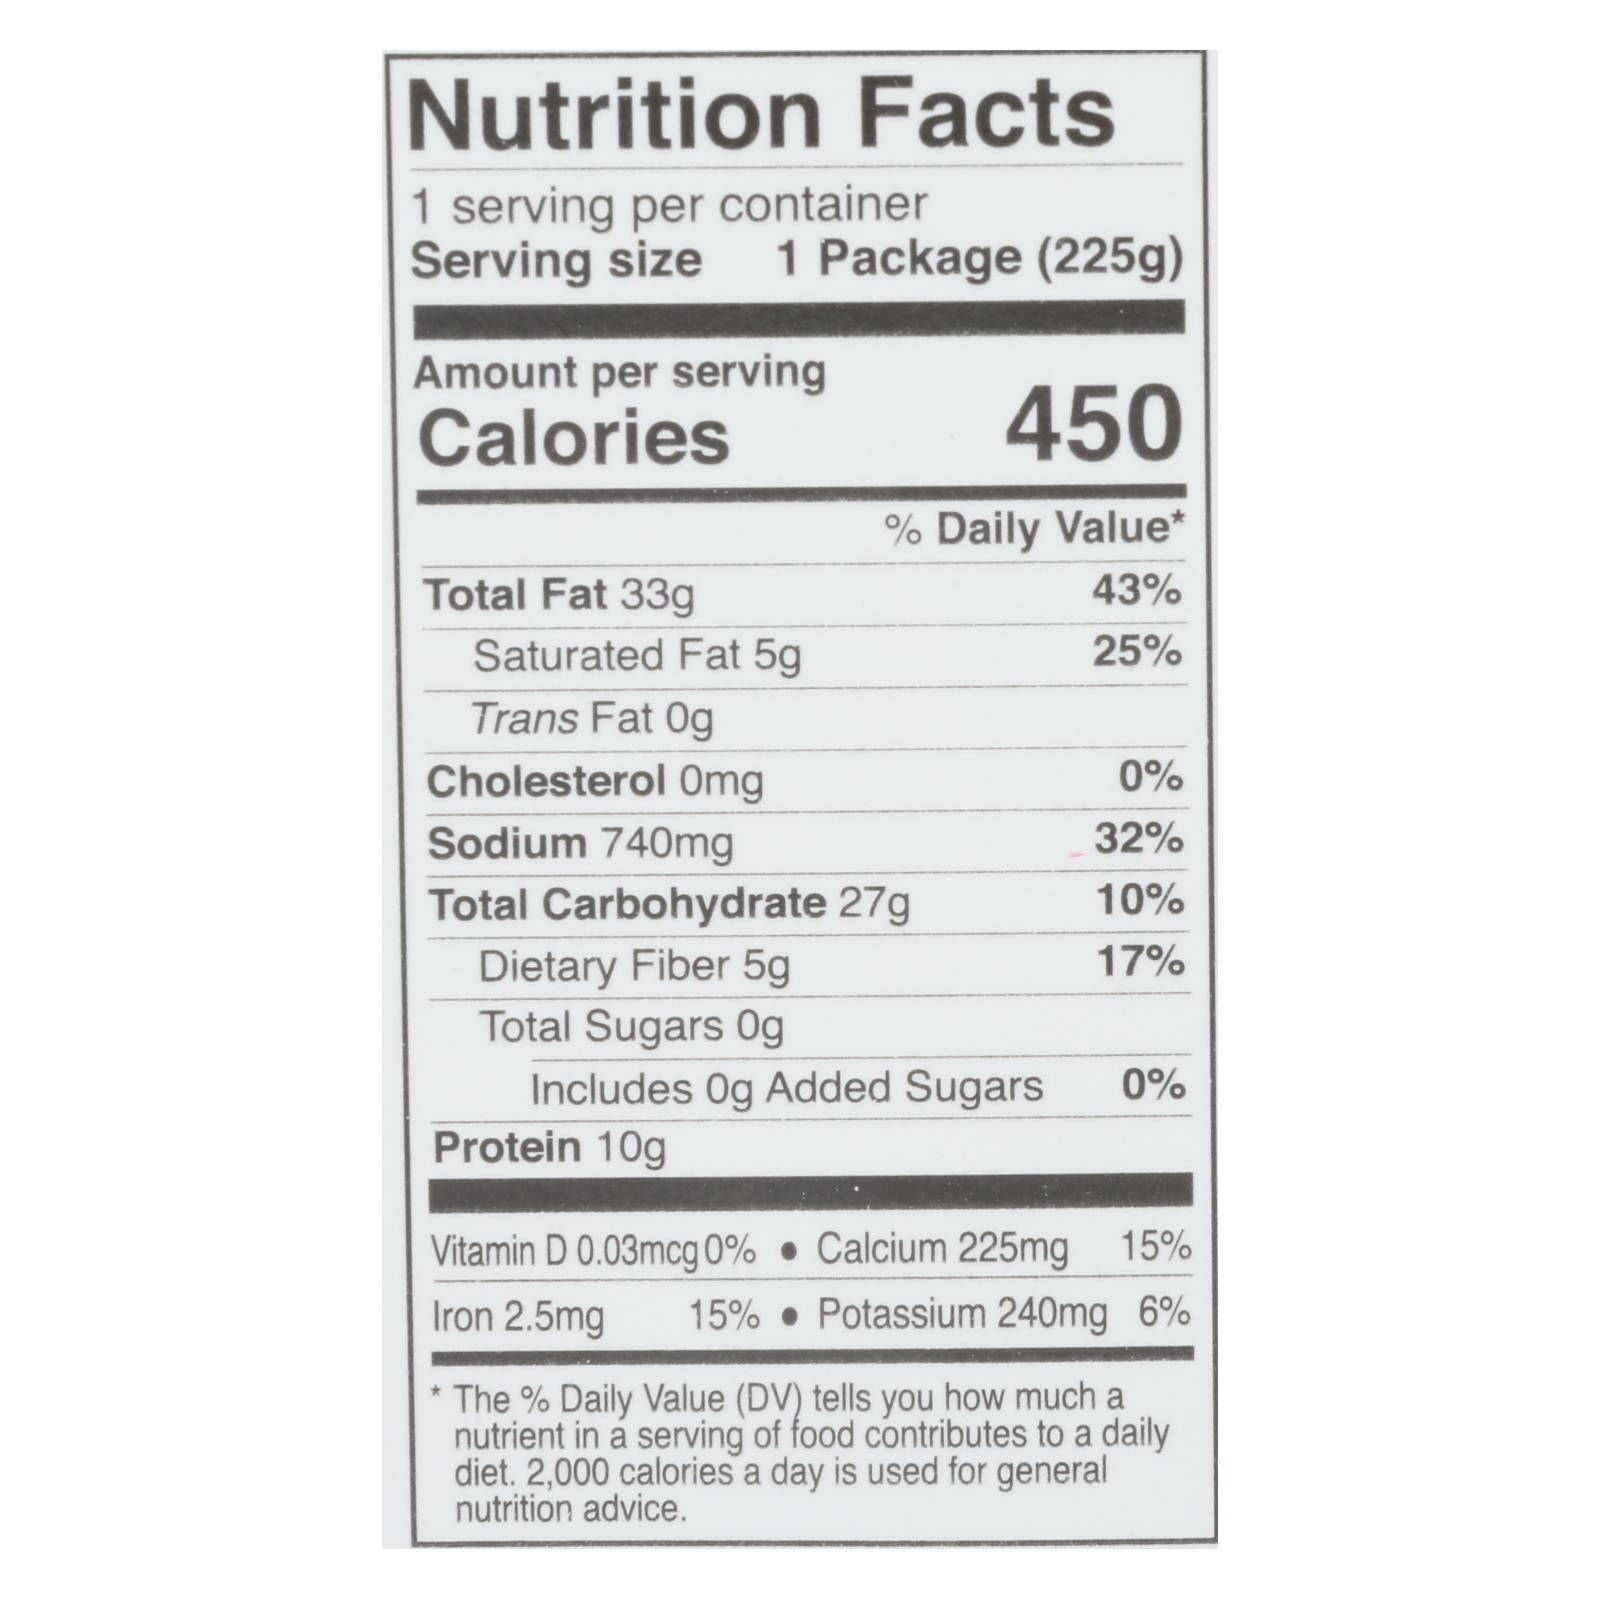 Nutrition Facts
1 serving per container
Serving size 1 Package (225g)
Amount per serving
Calories 450
% Daily Value*
Total Fat 33g 43%
Saturated Fat 5g 25%
Trans Fat 0g
Cholesterol 0mg 0%
Sodium 740mg 32%
Total Carbohydrate 27g 10%
Dietary Fiber 5g 17%
Total Sugars 0g
Includes 0g Added Sugars 0%
Protein 10g
Vitamin D 0.03mcg 0% • Calcium 225mg 15%
Iron 2.5mg 15% • Potassium 240mg 6%
* The % Daily Value (DV) tells you how much a
nutrient in a serving of food contributes to a daily
diet. 2,000 calories a day is used for general
nutrition advice.